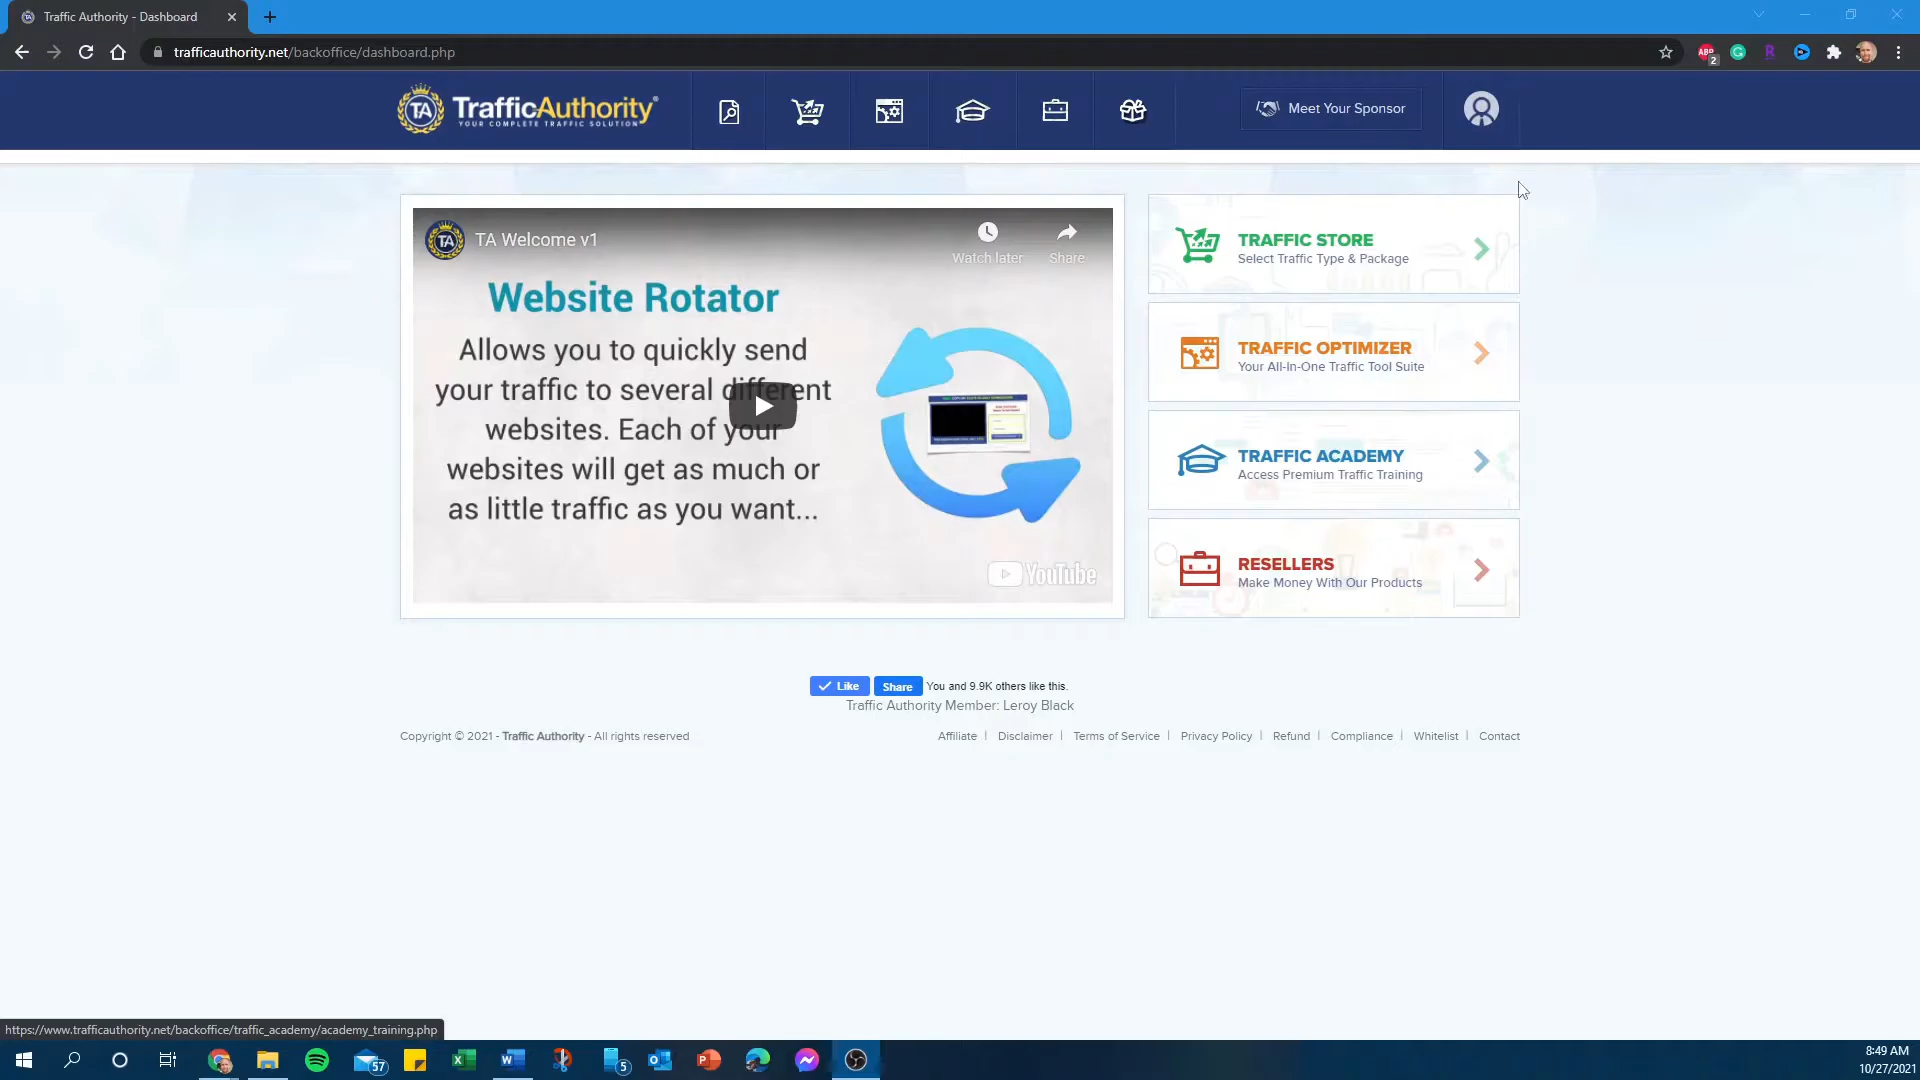 Traffic Authority - Dashboard
trafficauthority.net/backoffice/dashboard.php
ABP
2
TA
TrafficAuthority®
YOUR COMPLETE TRAFFIC SOLUTION
Meet Your Sponsor
TA
TA Welcome v1
Watch later
Share
Website Rotator
Allows you to quickly send
your traffic to several different
websites. Each of your
websites will get as much or
as little traffic as you want...
YouTube
TRAFFIC STORE
Select Traffic Type & Package
TRAFFIC OPTIMIZER
Your All-In-One Traffic Tool Suite
TRAFFIC ACADEMY
Access Premium Traffic Training
RESELLERS
Make Money With Our Products
Like
Share
You and 9.9K others like this.
Traffic Authority Member: Leroy Black
Copyright © 2021 - Traffic Authority - All rights reserved
Affiliate | Disclaimer | Terms of Service | Privacy Policy | Refund | Compliance | Whitelist | Contact
https://www.trafficauthority.net/backoffice/traffic_academy/academy_training.php
57
5
8:49 AM
10/27/2021